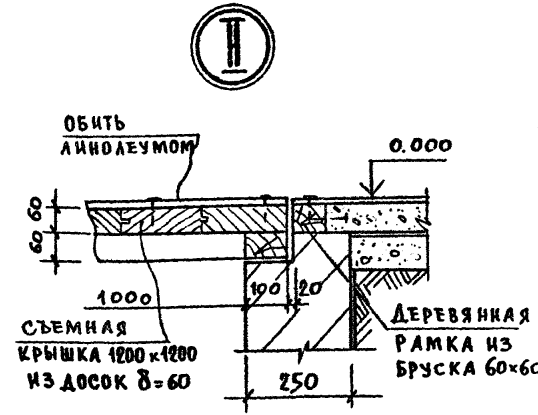 II
ОБИТЬ
ЛИНОЛЕУМОМ
0.000
60
60
1000
100
20
СЪЕМНАЯ
КРЫШКА 1200×1200
ИЗ ДОСОК δ=60
ДЕРЕВЯННАЯ
РАМКА ИЗ
БРУСКА 60×60
250